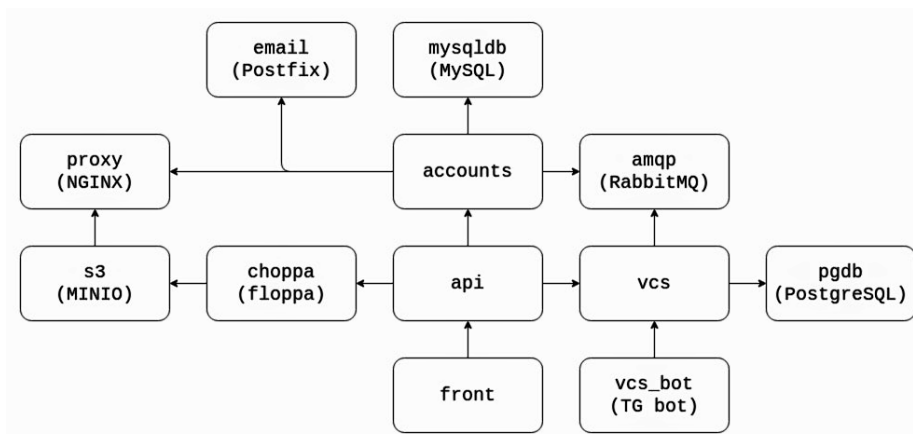 email
(Postfix)
mysqldb
(MySQL)
proxy
(NGINX)
accounts
amqp
(RabbitMQ)
s3
(MINIO)
choppa
(floppa)
api
vcs
pgdb
(PostgreSQL)
front
vcs_bot
(TG bot)